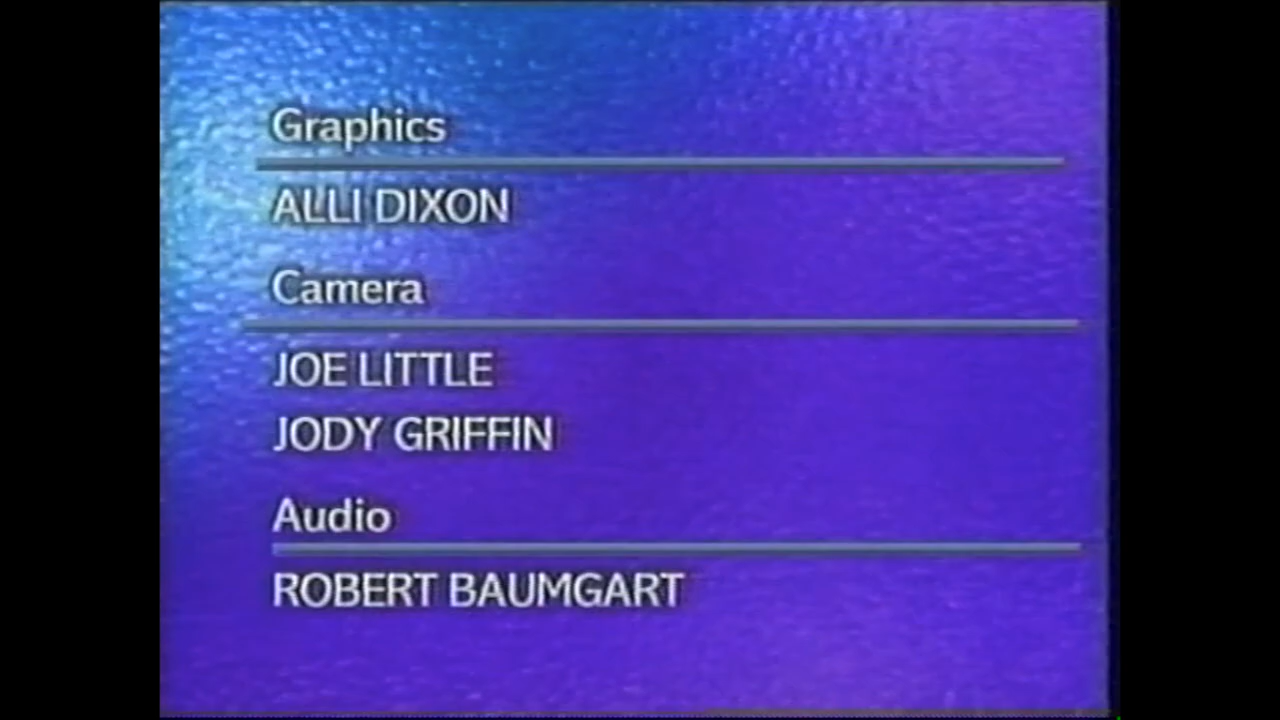 Graphics
ALLI DIXON
Camera
JOE LITTLE
JODY GRIFFIN
Audio
ROBERT BAUMGART